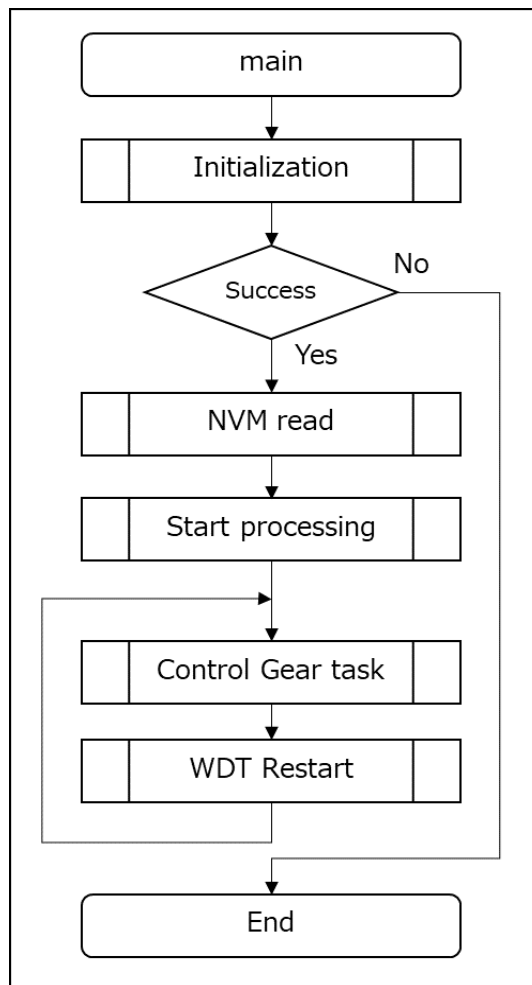 main
Initialization
Success
No
Yes
NVM read
Start processing
Control Gear task
WDT Restart
End